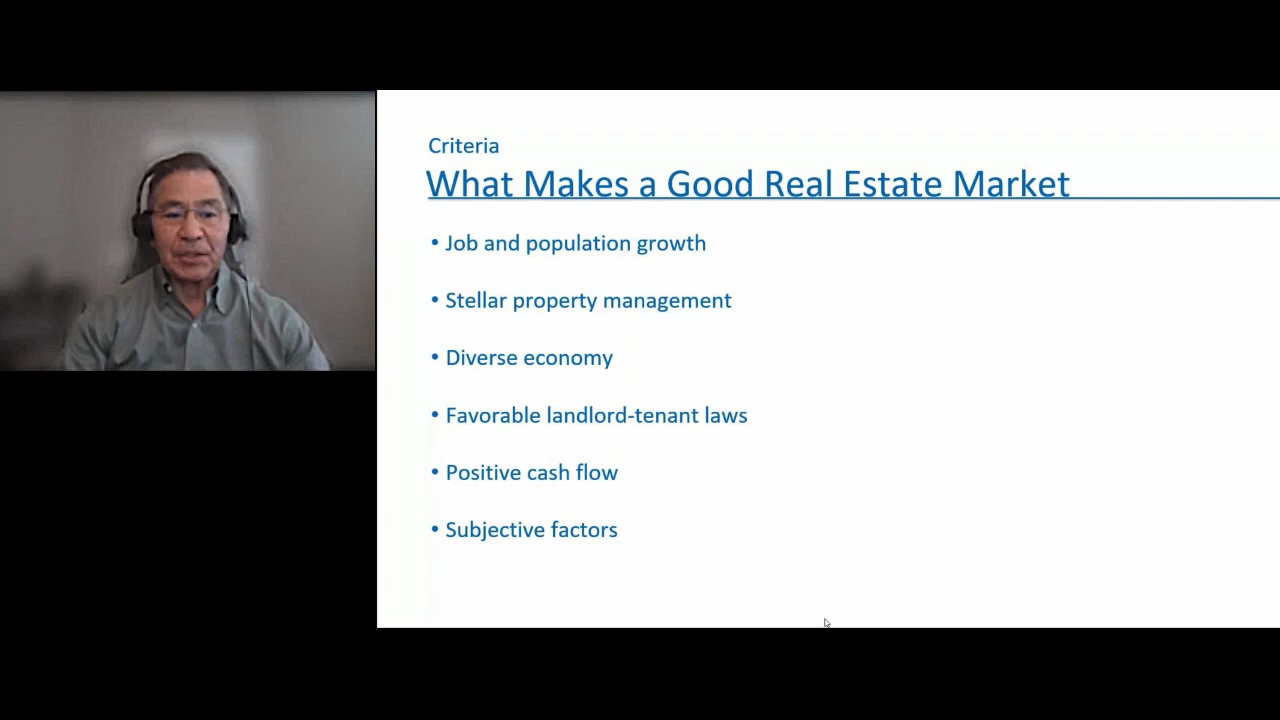 Criteria
What Makes a Good Real Estate Market
• Job and population growth
• Stellar property management
• Diverse economy
• Favorable landlord-tenant laws
• Positive cash flow
• Subjective factors